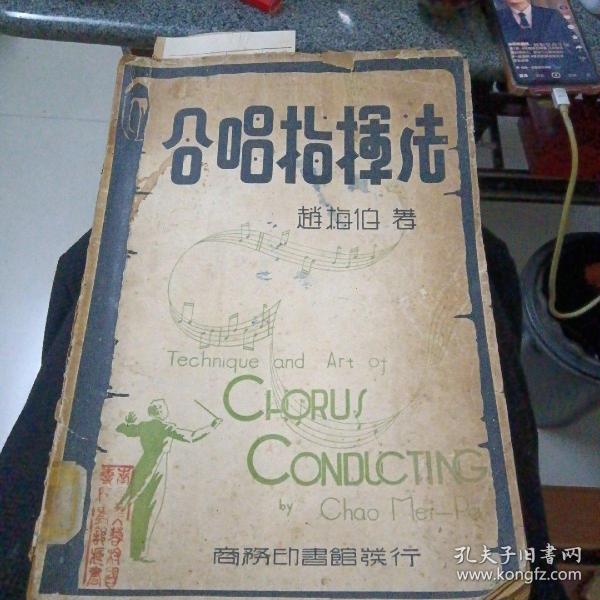 合唱指揮法
趙梅伯 著
Technique and Art of
CHORUS
CONDUCTING
by Chao Mei-Pa
商務印書館發行
孔夫子旧书网
www.kongfz.com